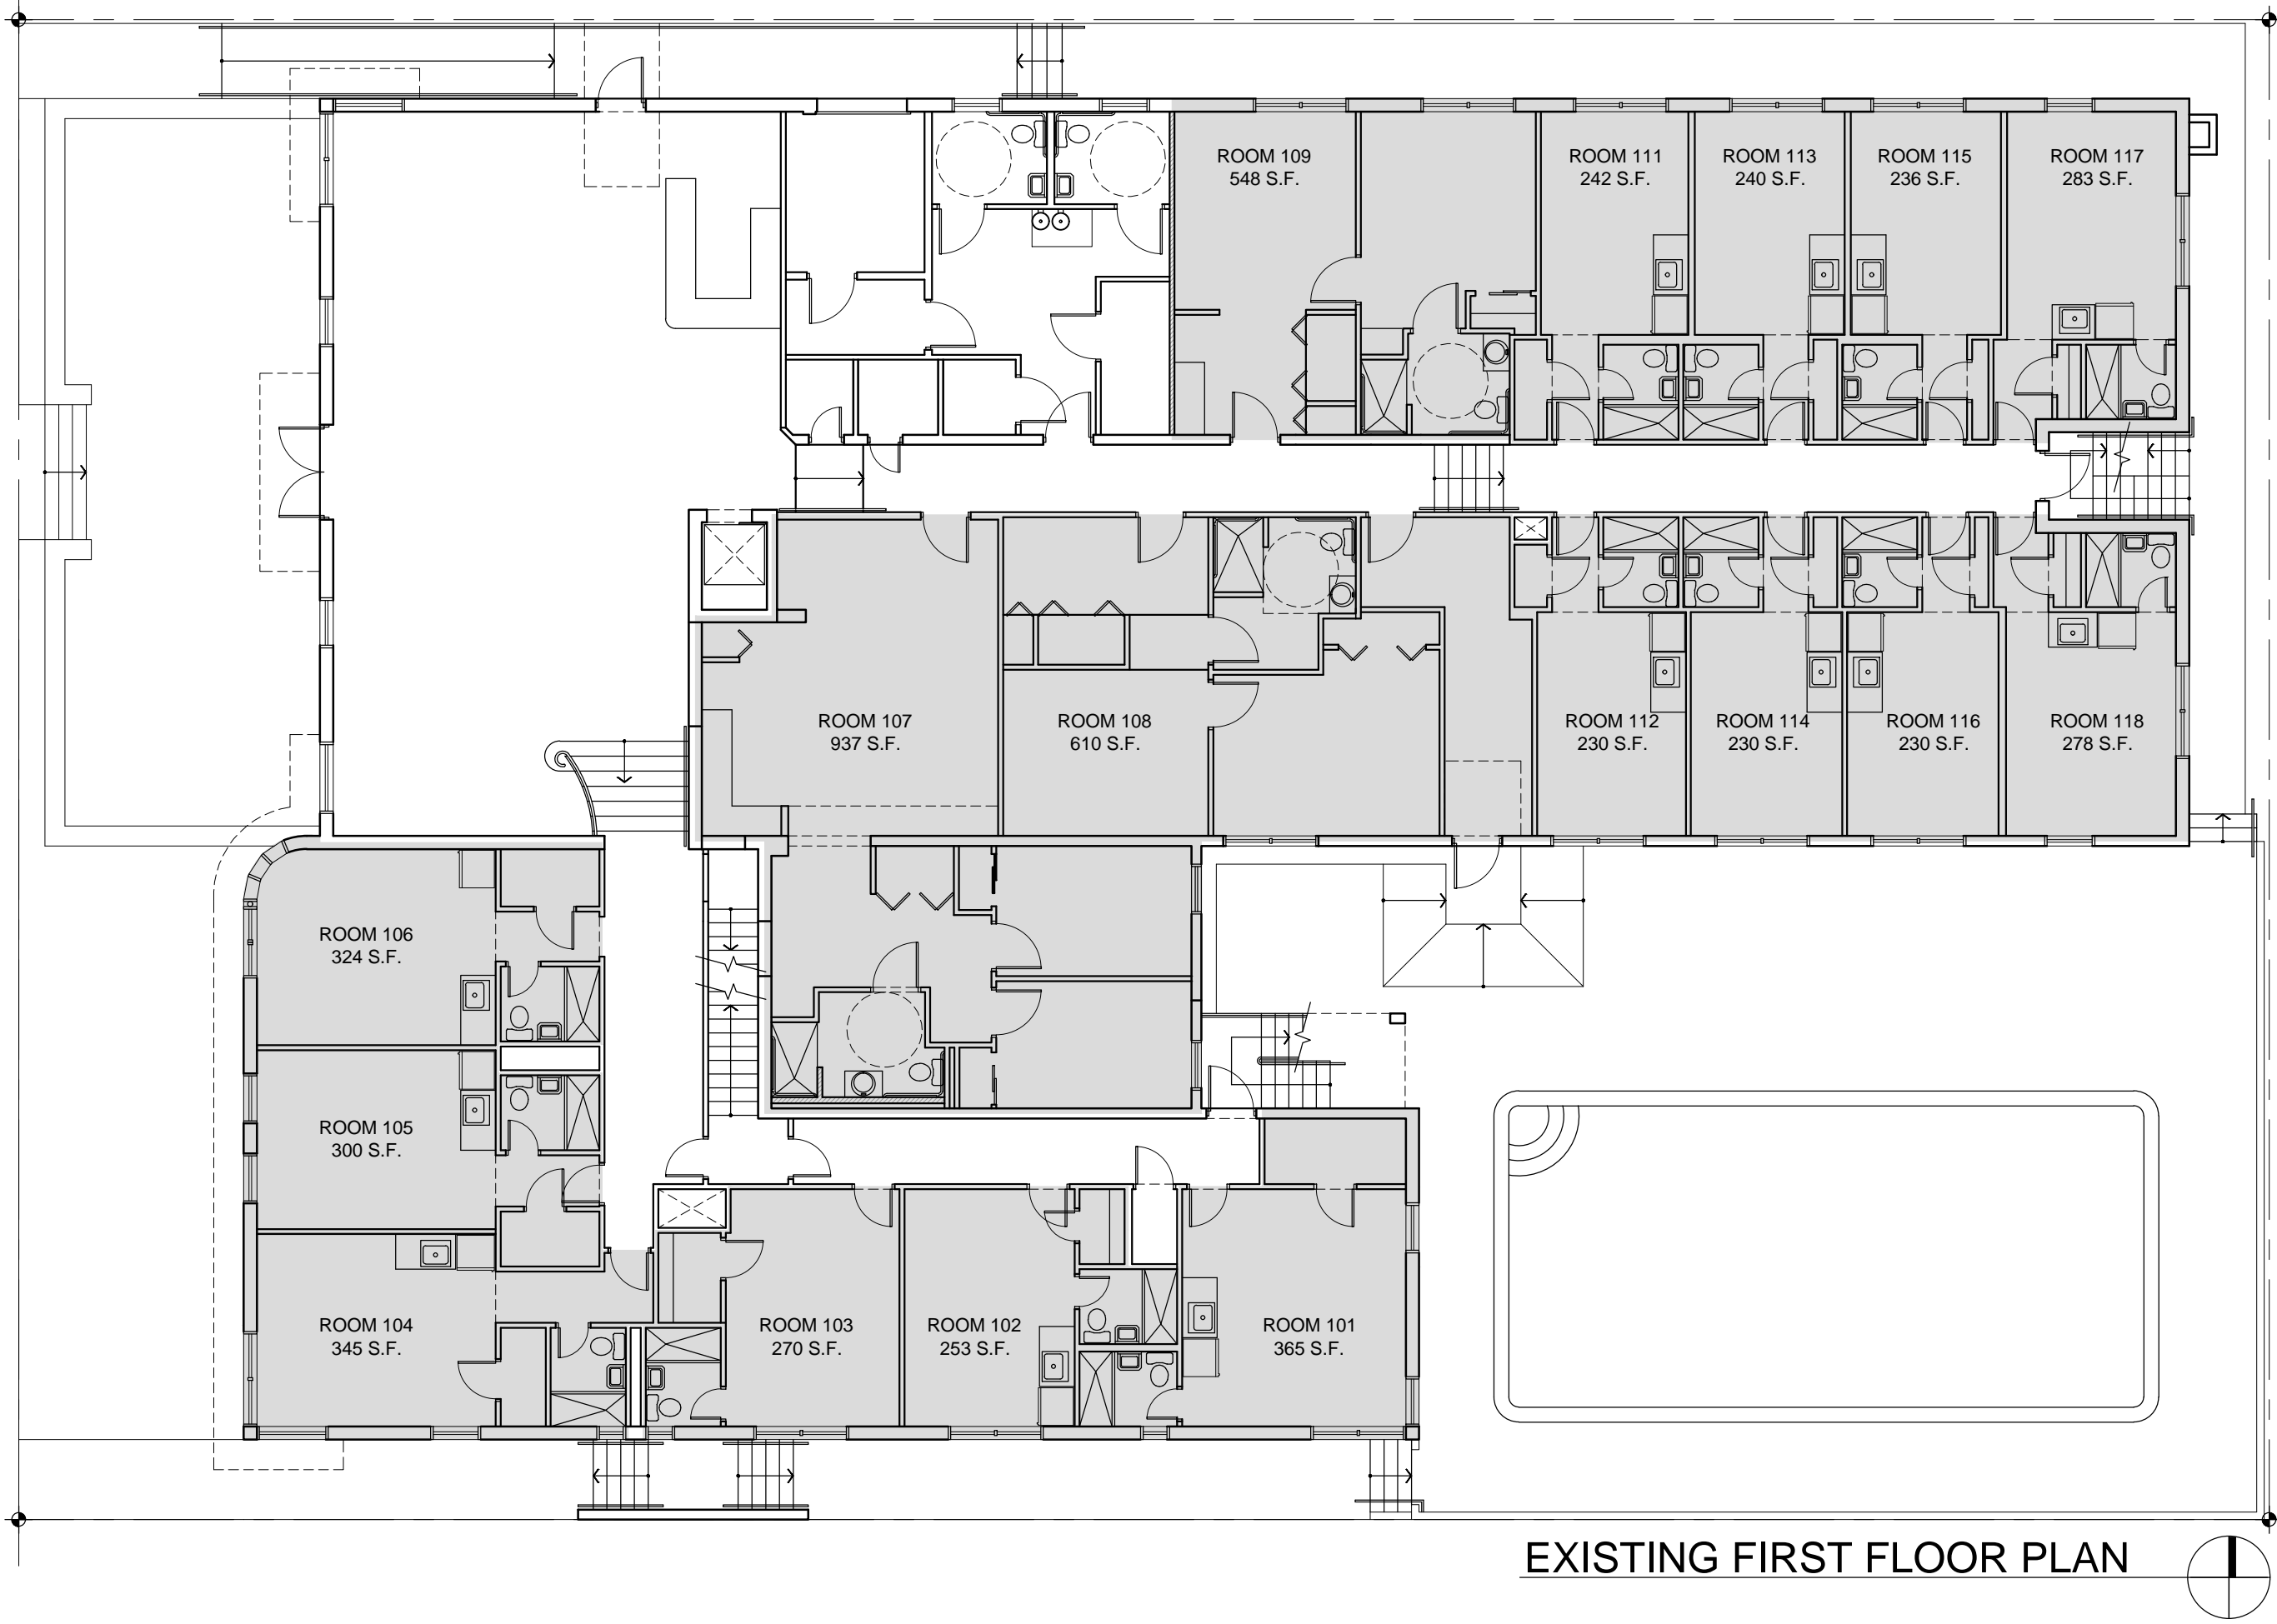 ROOM 109
548 S.F.
ROOM 111
242 S.F.
ROOM 113
240 S.F.
ROOM 115
236 S.F.
ROOM 117
283 S.F.
ROOM 107
937 S.F.
ROOM 108
610 S.F.
ROOM 112
230 S.F.
ROOM 114
230 S.F.
ROOM 116
230 S.F.
ROOM 118
278 S.F.
ROOM 106
324 S.F.
ROOM 105
300 S.F.
ROOM 104
345 S.F.
ROOM 103
270 S.F.
ROOM 102
253 S.F.
ROOM 101
365 S.F.
EXISTING FIRST FLOOR PLAN